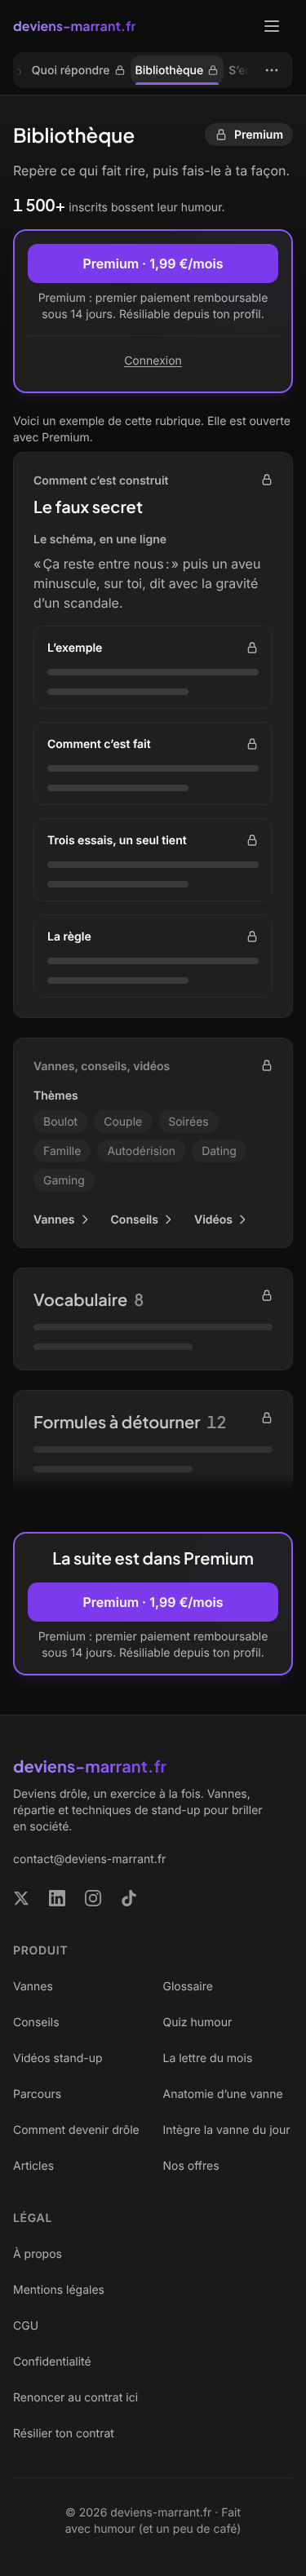 deviens-marrant.fr
Quoi répondre
Bibliothèque
S'e
Bibliothèque
Premium
Repère ce qui fait rire, puis fais-le à ta façon.
1 500+ inscrits bossent leur humour.
Premium · 1,99 €/mois
Premium : premier paiement remboursable
sous 14 jours. Résiliable depuis ton profil.
Connexion
Voici un exemple de cette rubrique. Elle est ouverte
avec Premium.
Comment c'est construit
Le faux secret
Le schéma, en une ligne
« Ça reste entre nous : » puis un aveu
minuscule, sur toi, dit avec la gravité
d'un scandale.
L'exemple
Comment c'est fait
Trois essais, un seul tient
La règle
Vannes, conseils, vidéos
Thèmes
Boulot
Couple
Soirées
Famille
Autodérision
Dating
Gaming
Vannes
Conseils
Vidéos
Vocabulaire 8
Formules à détourner 12
La suite est dans Premium
Premium · 1,99 €/mois
Premium : premier paiement remboursable
sous 14 jours. Résiliable depuis ton profil.
deviens-marrant.fr
Deviens drôle, un exercice à la fois. Vannes,
répartie et techniques de stand-up pour briller
en société.
contact@deviens-marrant.fr
PRODUIT
Vannes
Glossaire
Conseils
Quiz humour
Vidéos stand-up
La lettre du mois
Parcours
Anatomie d'une vanne
Comment devenir drôle
Intègre la vanne du jour
Articles
Nos offres
LÉGAL
À propos
Mentions légales
CGU
Confidentialité
Renoncer au contrat ici
Résilier ton contrat
© 2026 deviens-marrant.fr · Fait
avec humour (et un peu de café)